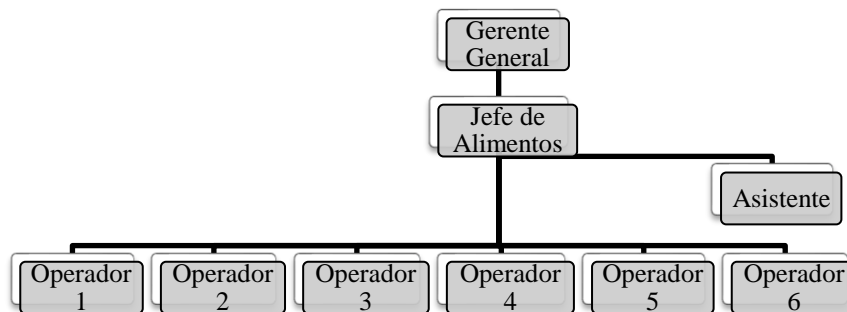 Gerente
General
Jefe de
Alimentos
Asistente
Operador
1
Operador
2
Operador
3
Operador
4
Operador
5
Operador
6